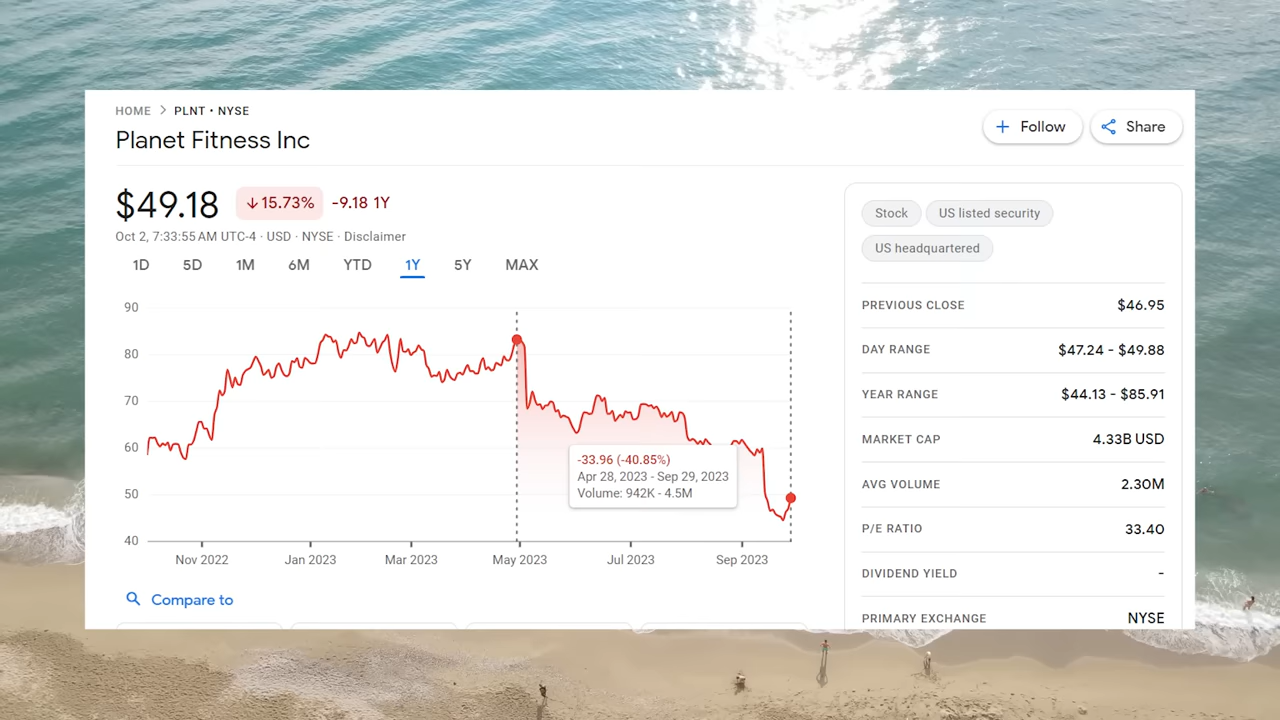 HOME > PLNT • NYSE
Planet Fitness Inc
+ Follow
Share
$49.18 ↓15.73% -9.18 1Y
Oct 2, 7:33:55 AM UTC-4 · USD · NYSE · Disclaimer
1D 5D 1M 6M YTD 1Y 5Y MAX
90
80
70
60
50
40
-33.96 (-40.85%)
Apr 28, 2023 - Sep 29, 2023
Volume: 942K - 4.5M
Nov 2022 Jan 2023 Mar 2023 May 2023 Jul 2023 Sep 2023
Compare to
Stock US listed security
US headquartered
PREVIOUS CLOSE $46.95
DAY RANGE $47.24 - $49.88
YEAR RANGE $44.13 - $85.91
MARKET CAP 4.33B USD
AVG VOLUME 2.30M
P/E RATIO 33.40
DIVIDEND YIELD -
PRIMARY EXCHANGE NYSE